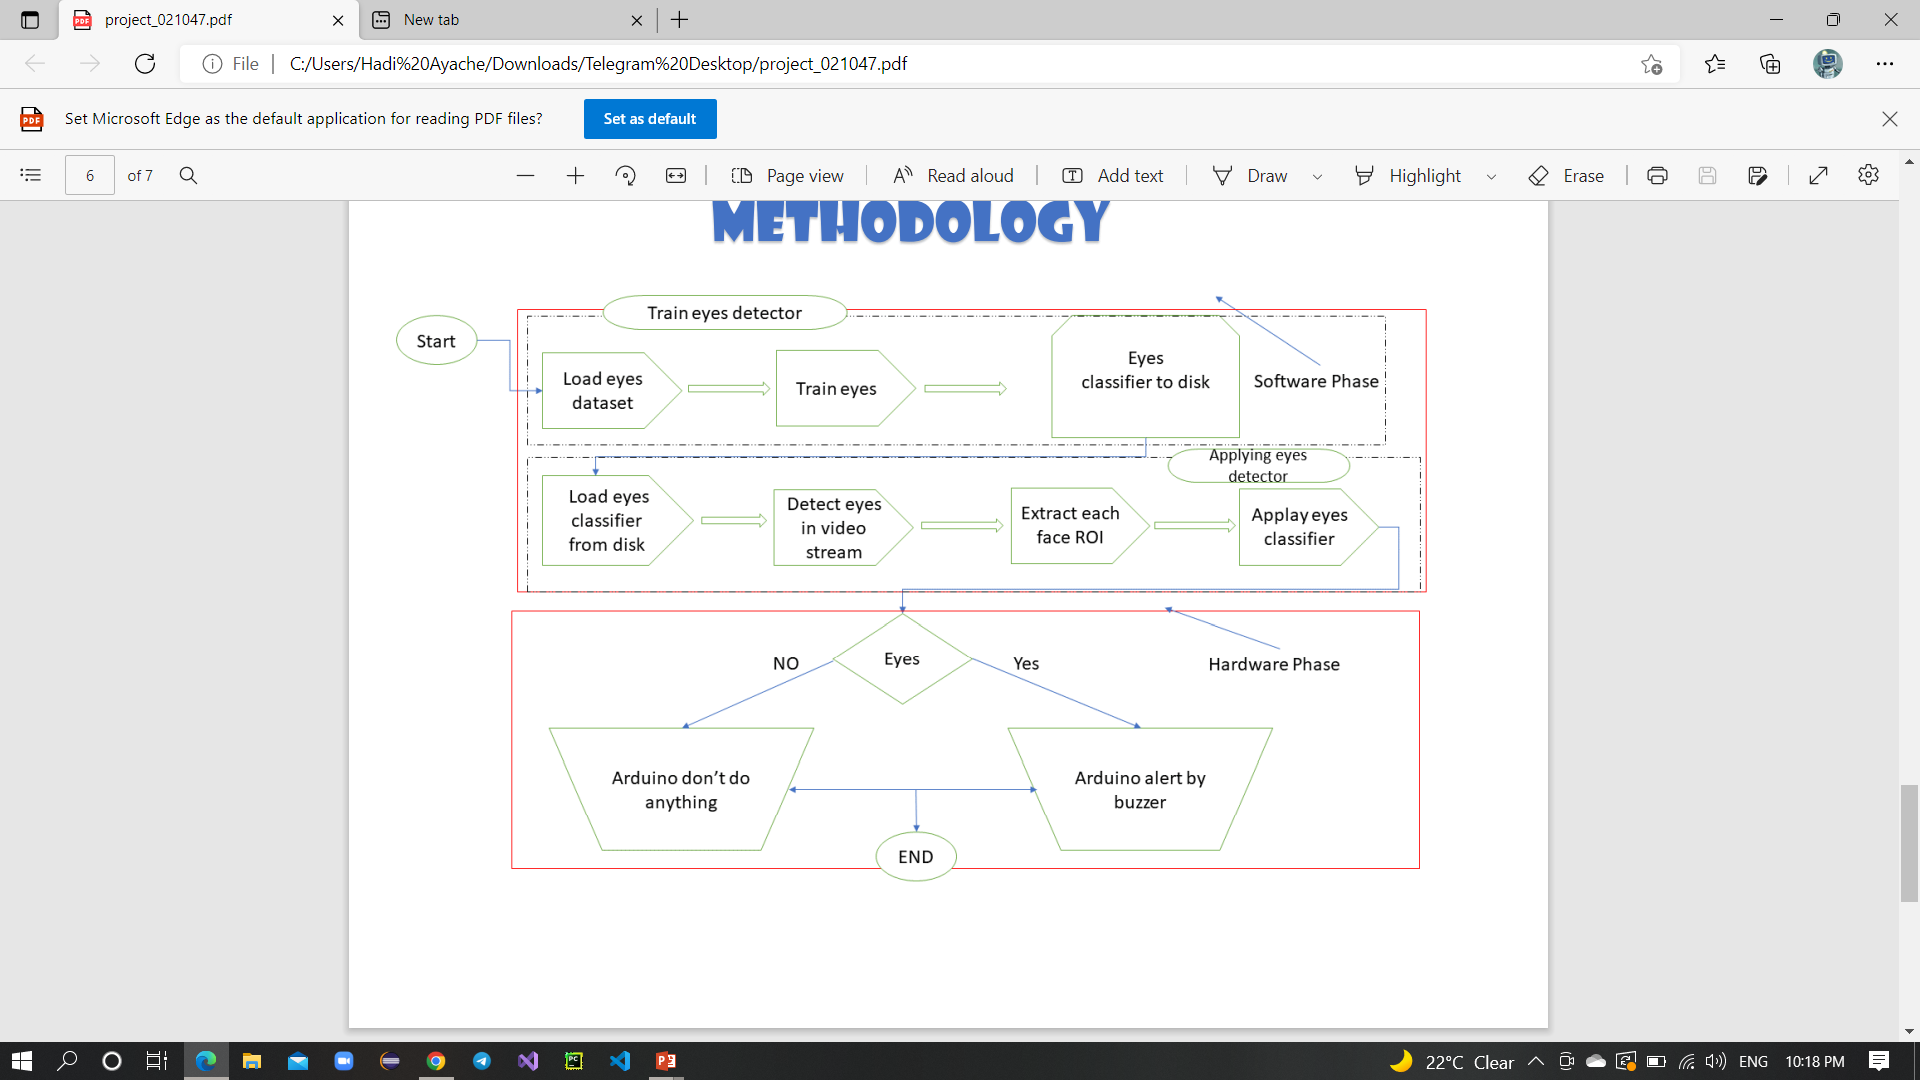 project_021047.pdf
New tab
File
C:/Users/Hadi%20Ayache/Downloads/Telegram%20Desktop/project_021047.pdf
PDF
Set Microsoft Edge as the default application for reading PDF files?
Set as default
6 of 7
Page view
Read aloud
Add text
Draw
Highlight
Erase
METHODOLOGY
Train eyes detector
Start
Load eyes
dataset
Train eyes
Eyes
classifier to disk
Software Phase
Applying eyes
detector
Load eyes
classifier
from disk
Detect eyes
in video
stream
Extract each
face ROI
Applay eyes
classifier
NO
Eyes
Yes
Hardware Phase
Arduino don't do
anything
Arduino alert by
buzzer
END
22°C Clear
ENG
10:18 PM